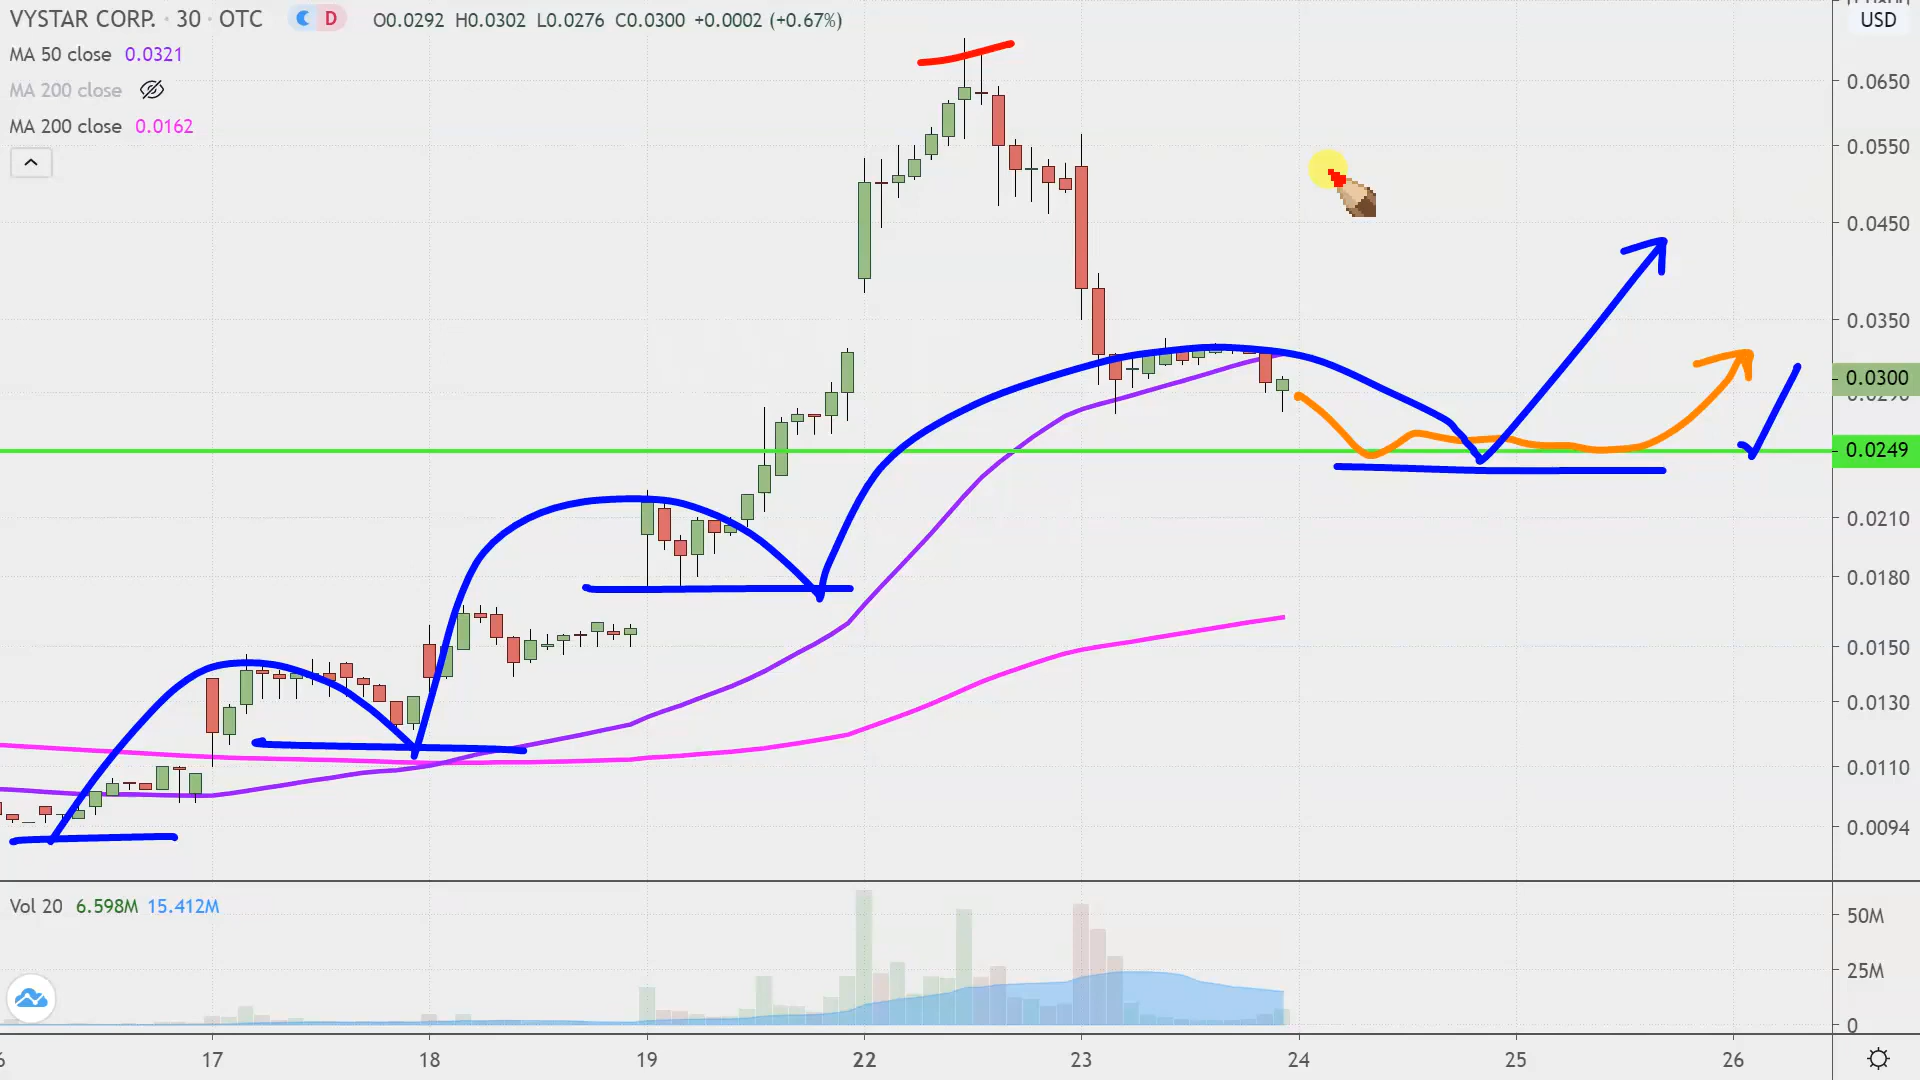 VYSTAR CORP. · 30 · OTC D O0.0292 H0.0302 L0.0276 C0.0300 +0.0002 (+0.67%)
USD
MA 50 close 0.0321
0.0650
MA 200 close
MA 200 close 0.0162
0.0550
0.0450
0.0350
0.0300
0.0290
0.0249
0.0210
0.0180
0.0150
0.0130
0.0110
0.0094
Vol 20 6.598M 15.412M
50M
25M
0
17 18 19 22 23 24 25 26